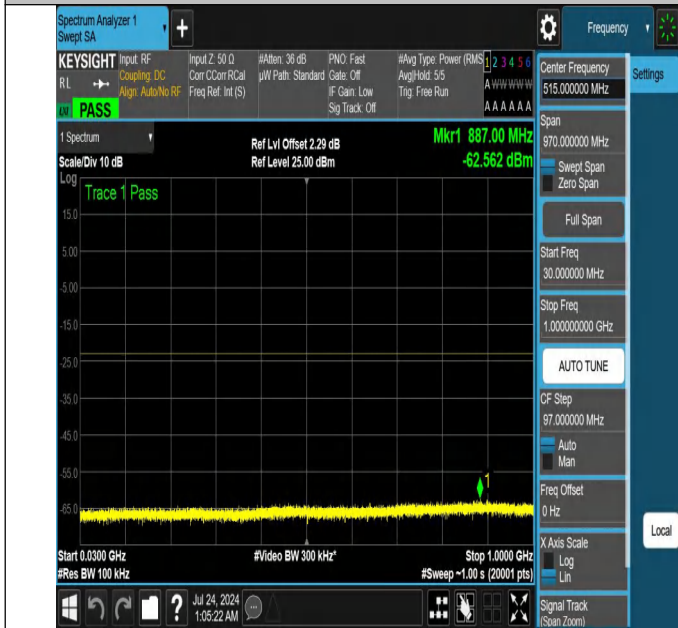 Spectrum Analyzer 1
Swept SA
+
Frequency
KEYSIGHT
RL
PASS
Input: RF
Coupling: DC
Align: Auto/No RF
Input Z: 50 Ω
Corr CCorr RCal
Freq Ref: Int (S)
#Atten: 36 dB
µW Path: Standard
PNO: Fast
Gate: Off
IF Gain: Low
Sig Track: Off
#Avg Type: Power (RMS
Avg|Hold: 5/5
Trig: Free Run
1 2 3 4 5 6
A W W W W W
A A A A A A
1 Spectrum
Scale/Div 10 dB
Ref Lvl Offset 2.29 dB
Ref Level 25.00 dBm
Mkr1 887.00 MHz
-62.562 dBm
Log
Trace 1 Pass
15.0
5.00
-5.00
-15.0
-25.0
-35.0
-45.0
-55.0
-65.0
1
Start 0.0300 GHz
#Res BW 100 kHz
#Video BW 300 kHz*
Stop 1.0000 GHz
#Sweep ~1.00 s (20001 pts)
Jul 24, 2024
1:05:22 AM
?
Center Frequency
515.000000 MHz
Span
970.000000 MHz
Swept Span
Zero Span
Full Span
Start Freq
30.000000 MHz
Stop Freq
1.000000000 GHz
AUTO TUNE
CF Step
97.000000 MHz
Auto
Man
Freq Offset
0 Hz
X Axis Scale
Log
Lin
Signal Track
(Span Zoom)
Settings
Local